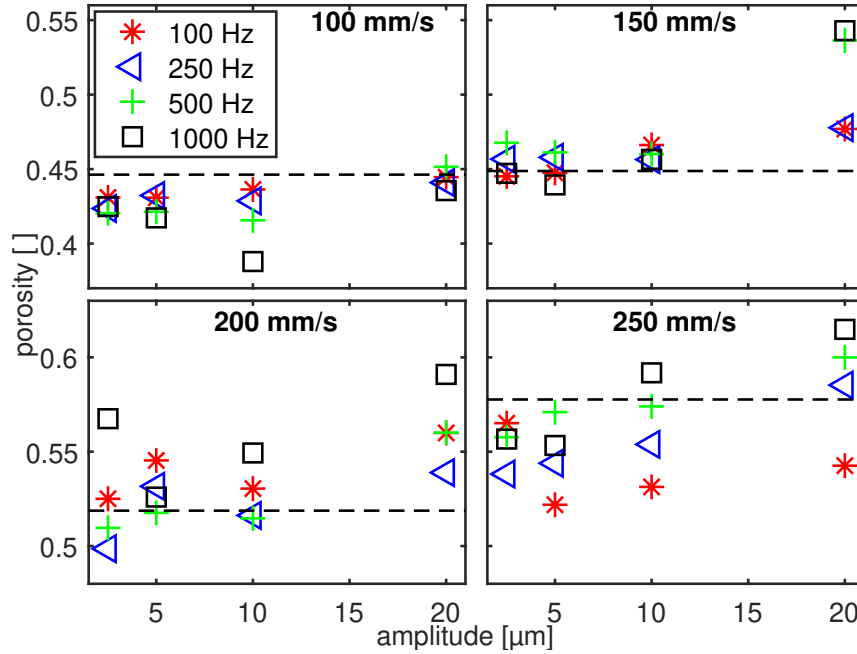 100 mm/s
150 mm/s
100 Hz
250 Hz
500 Hz
1000 Hz
0.55
0.5
0.45
0.4
porosity [ ]
200 mm/s
250 mm/s
0.6
0.55
0.5
5 10 15 20 5 10 15 20
amplitude [μm]